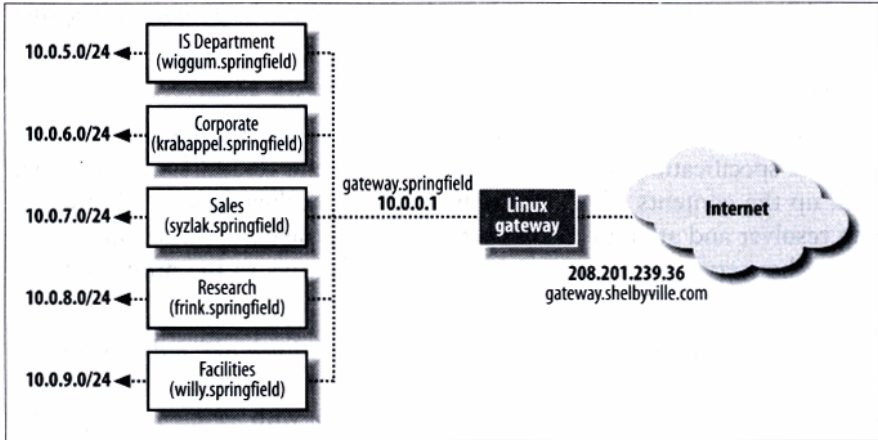 IS Department
(wiggum.springfield)
10.0.5.0/24
Corporate
(krabappel.springfield)
10.0.6.0/24
Sales
(syzlak.springfield)
10.0.7.0/24
Research
(frink.springfield)
10.0.8.0/24
Facilities
(willy.springfield)
10.0.9.0/24
gateway.springfield
10.0.0.1
Linux
gateway
Internet
208.201.239.36
gateway.shelbyville.com